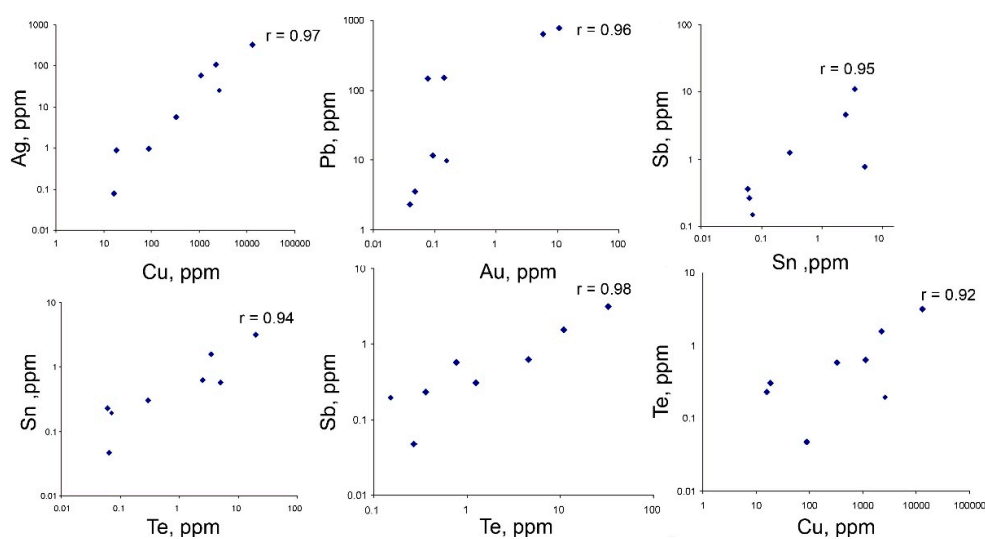 1000
100
10
1
0.1
0.01
Ag, ppm
r = 0.97
1 10 100 1000 10000 100000
Cu, ppm
1000
100
10
1
Pb, ppm
r = 0.96
0.01 0.1 1 10 100
Au, ppm
100
10
1
0.1
Sb, ppm
r = 0.95
0.01 0.1 1 10
Sn ,ppm
10
1
0.1
0.01
Sn ,ppm
r = 0.94
0.01 0.1 1 10 100
Te, ppm
10
1
0.1
0.01
Sb, ppm
r = 0.98
0.1 1 10 100
Te, ppm
10
1
0.1
0.01
Te, ppm
r = 0.92
1 10 100 1000 10000 100000
Cu, ppm